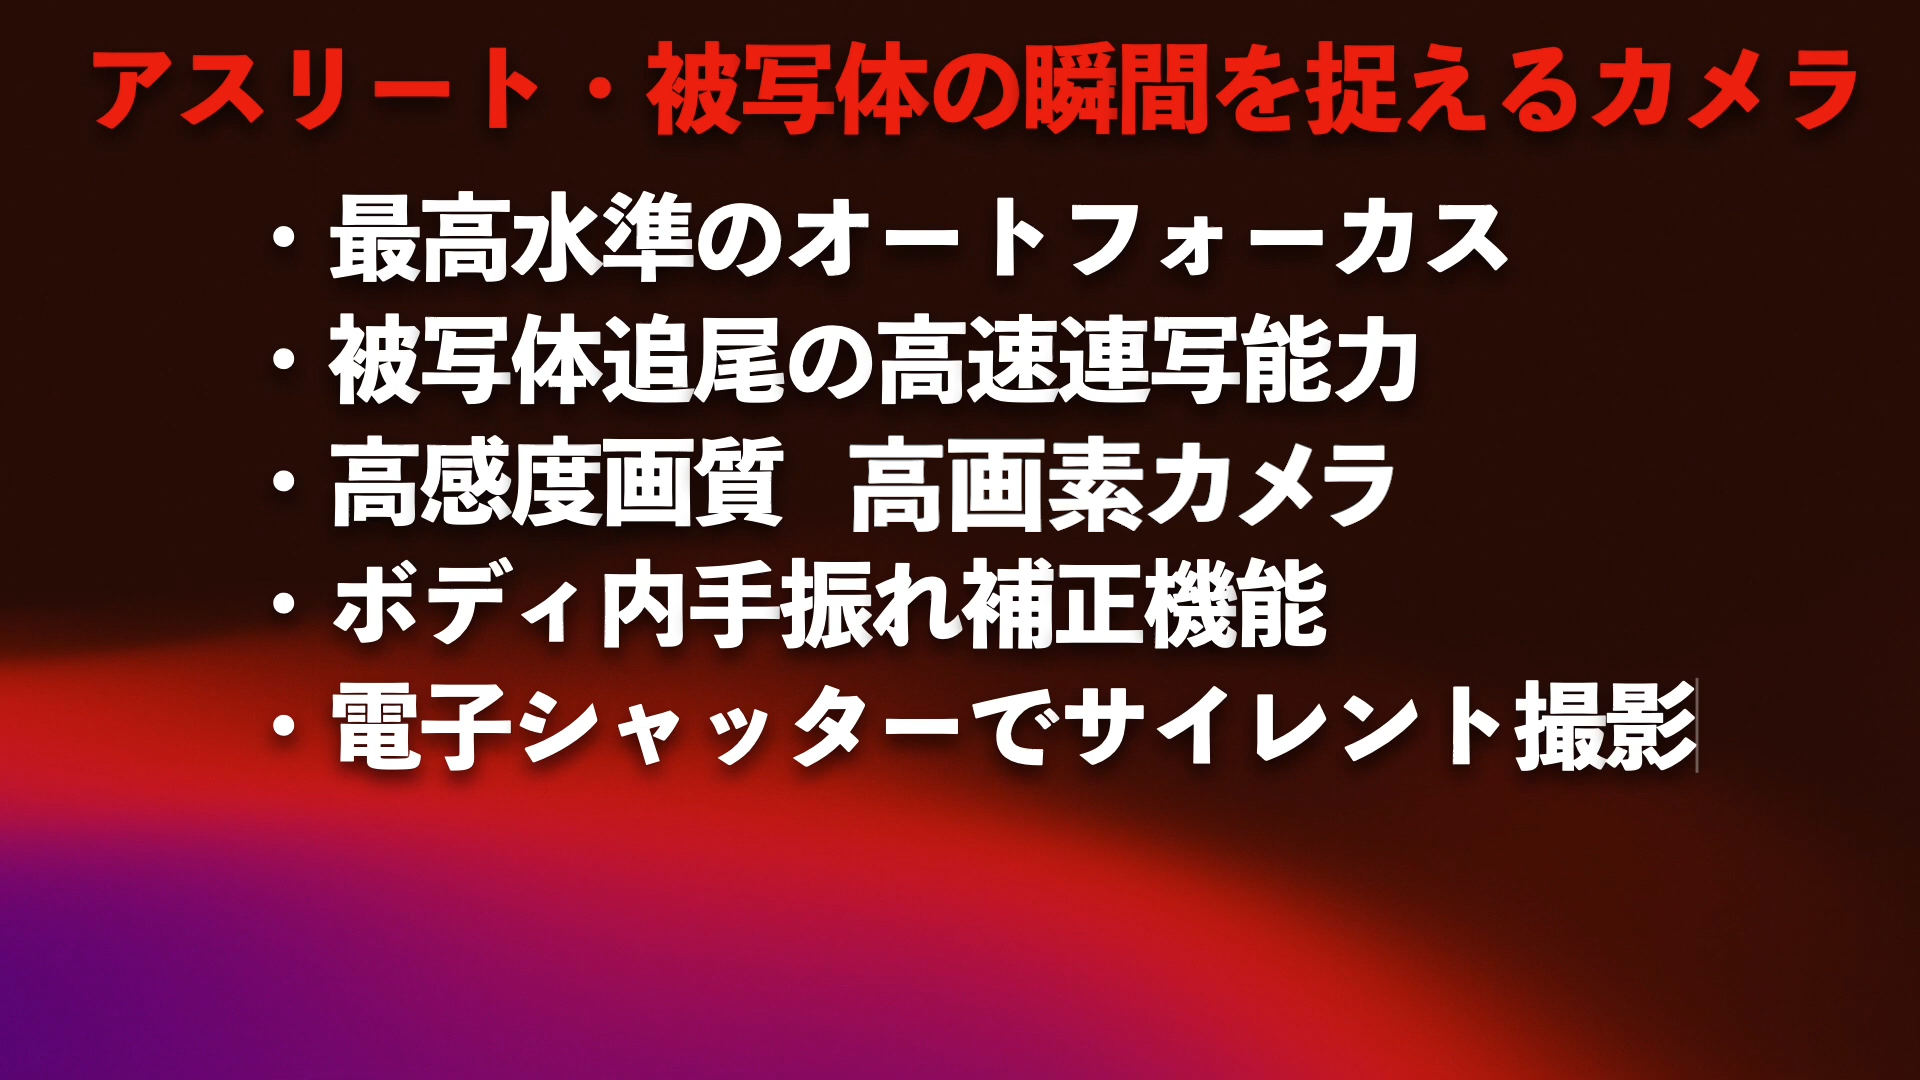 アスリート・被写体の瞬間を捉えるカメラ
・最高水準のオートフォーカス
・被写体追尾の高速連写能力
・高感度画質　高画素カメラ
・ボディ内手振れ補正機能
・電子シャッターでサイレント撮影